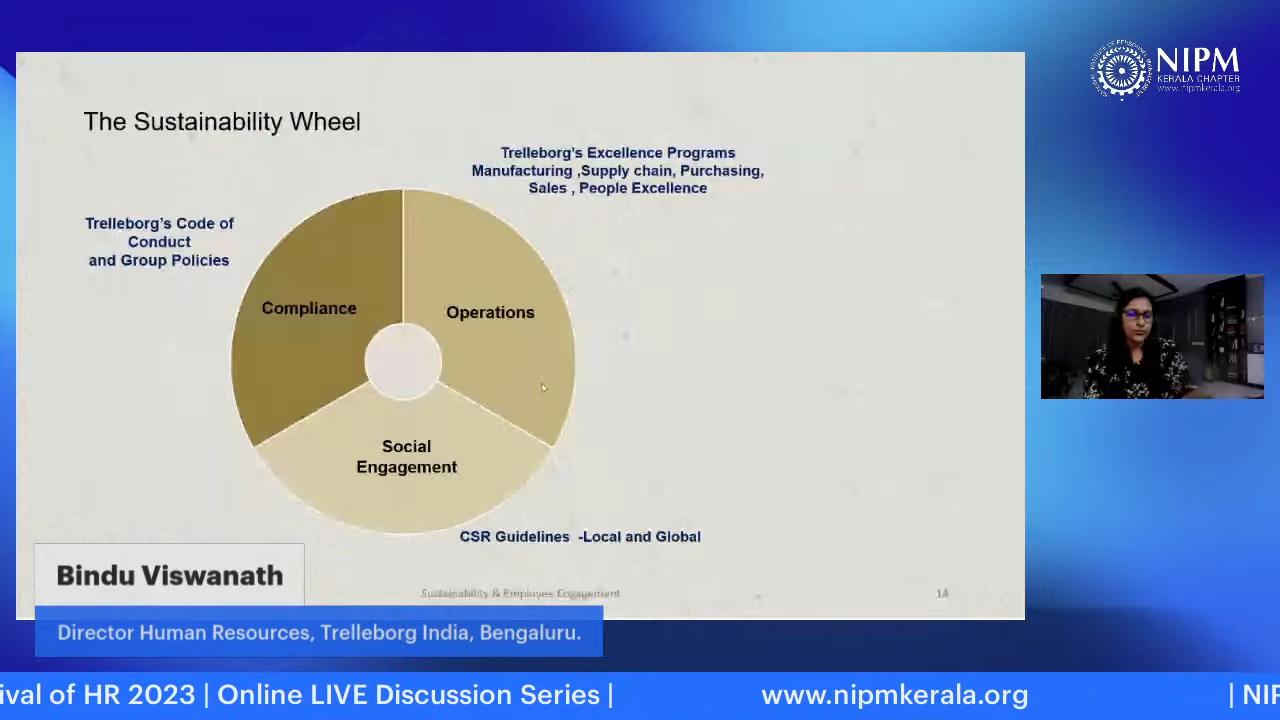 NIPM
KERALA CHAPTER
www.nipmkerala.org
The Sustainability Wheel
Trelleborg's Excellence Programs
Manufacturing ,Supply chain, Purchasing,
Sales , People Excellence
Trelleborg's Code of
Conduct
and Group Policies
Compliance
Operations
Social
Engagement
CSR Guidelines -Local and Global
Sustainability & Employee Engagement
14
Bindu Viswanath
Director Human Resources, Trelleborg India, Bengaluru.
ival of HR 2023 | Online LIVE Discussion Series | www.nipmkerala.org | NIP